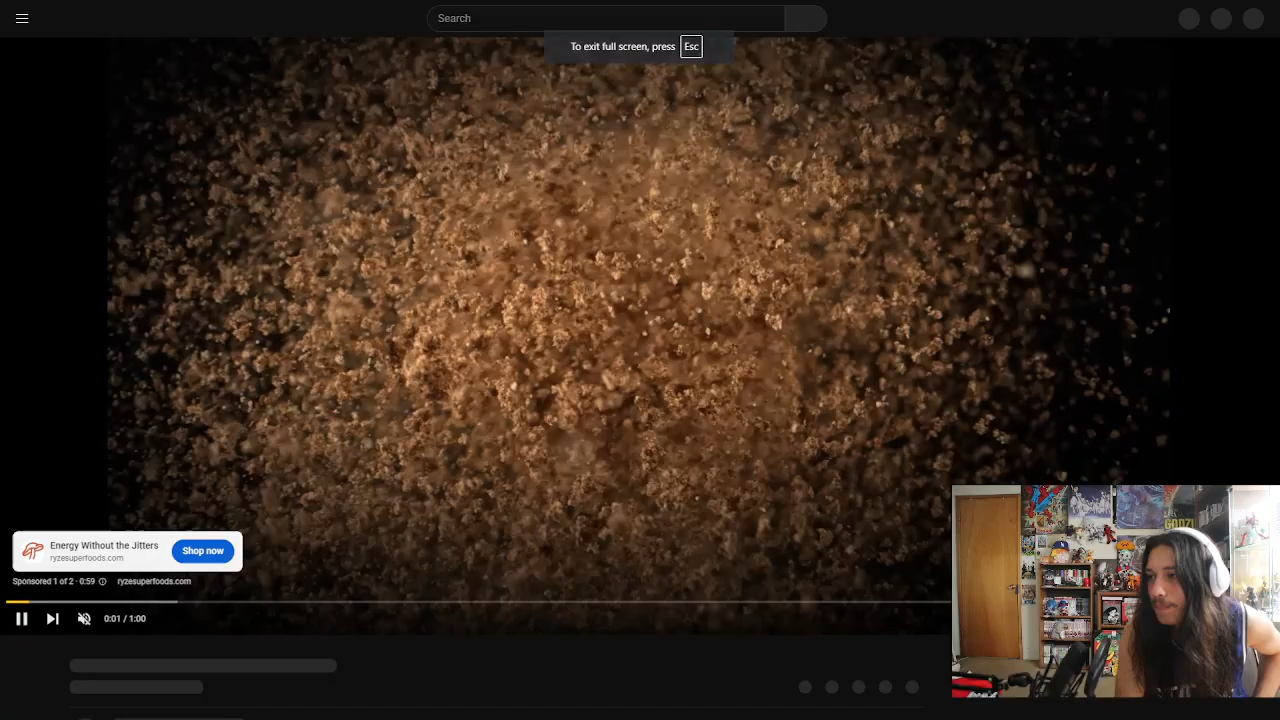 Search
To exit full screen, press Esc
Energy Without the Jitters
ryzesuperfoods.com
Shop now
Sponsored 1 of 2 · 0:59
ryzesuperfoods.com
0:01 / 1:00
GODZI